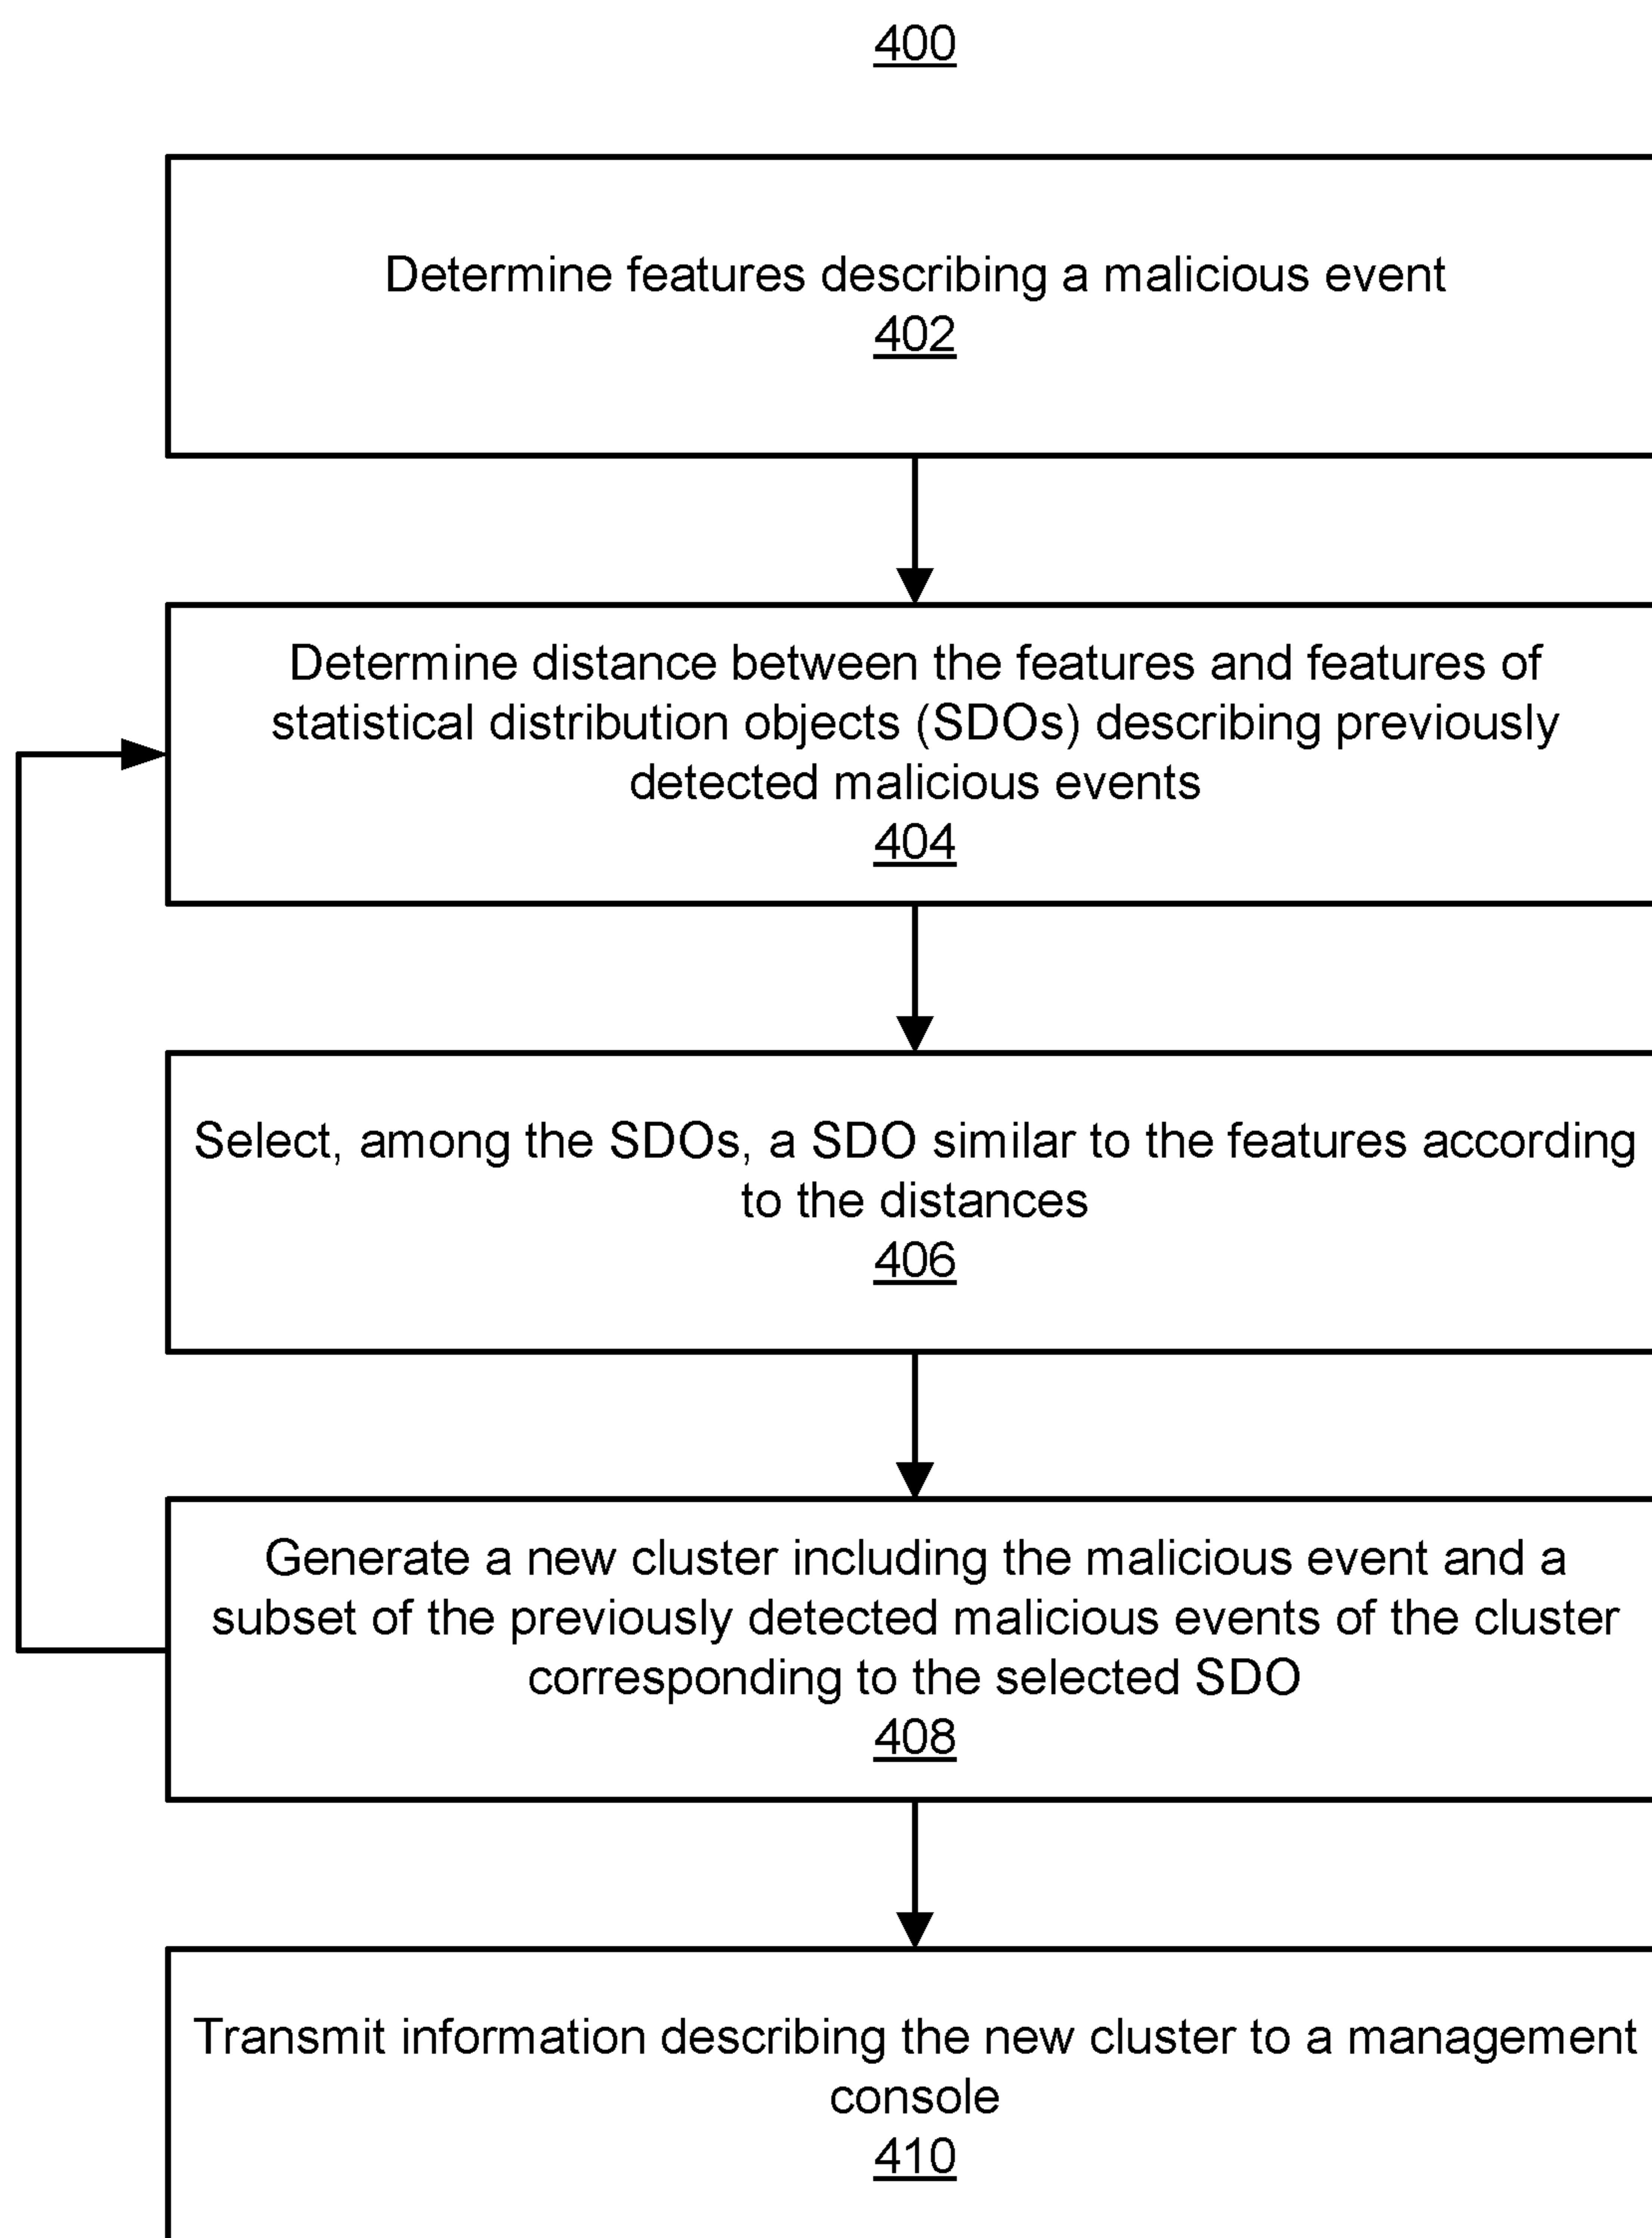 400
Determine features describing a malicious event
402
Determine distance between the features and features of
statistical distribution objects (SDOs) describing previously
detected malicious events
404
Select, among the SDOs, a SDO similar to the features according
to the distances
406
Generate a new cluster including the malicious event and a
subset of the previously detected malicious events of the cluster
corresponding to the selected SDO
408
Transmit information describing the new cluster to a management
console
410